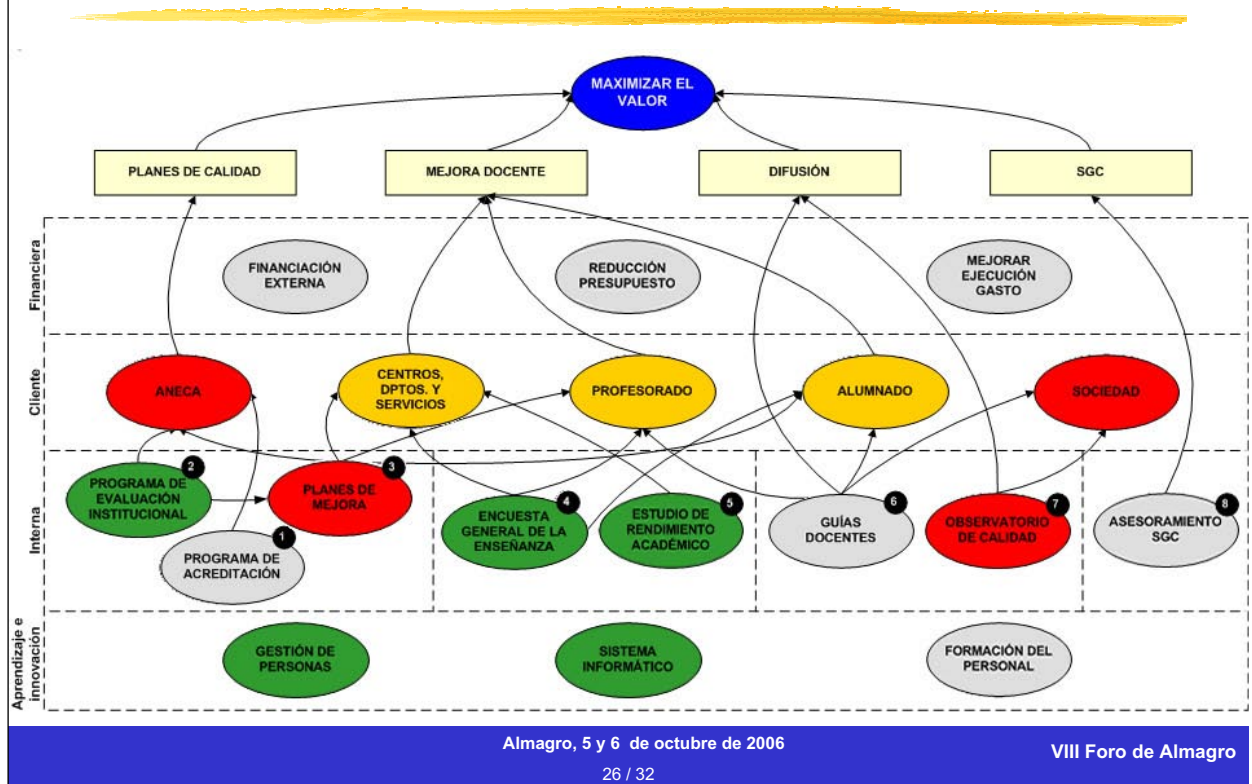 MAXIMIZAR EL
VALOR
PLANES DE CALIDAD
MEJORA DOCENTE
DIFUSIÓN
SGC
Financiera
FINANCIACIÓN
EXTERNA
REDUCCIÓN
PRESUPUESTO
MEJORAR
EJECUCIÓN
GASTO
Cliente
ANECA
CENTROS,
DPTOS. Y
SERVICIOS
PROFESORADO
ALUMNADO
SOCIEDAD
Interna
2
PROGRAMA DE
EVALUACIÓN
INSTITUCIONAL
1
PROGRAMA DE
ACREDITACIÓN
3
PLANES DE
MEJORA
4
ENCUESTA
GENERAL DE LA
ENSEÑANZA
5
ESTUDIO DE
RENDIMIENTO
ACADÉMICO
6
GUÍAS
DOCENTES
7
OBSERVATORIO
DE CALIDAD
8
ASESORAMIENTO
SGC
Aprendizaje e
innovación
GESTIÓN DE
PERSONAS
SISTEMA
INFORMÁTICO
FORMACIÓN DEL
PERSONAL
Almagro, 5 y 6 de octubre de 2006
26 / 32
VIII Foro de Almagro